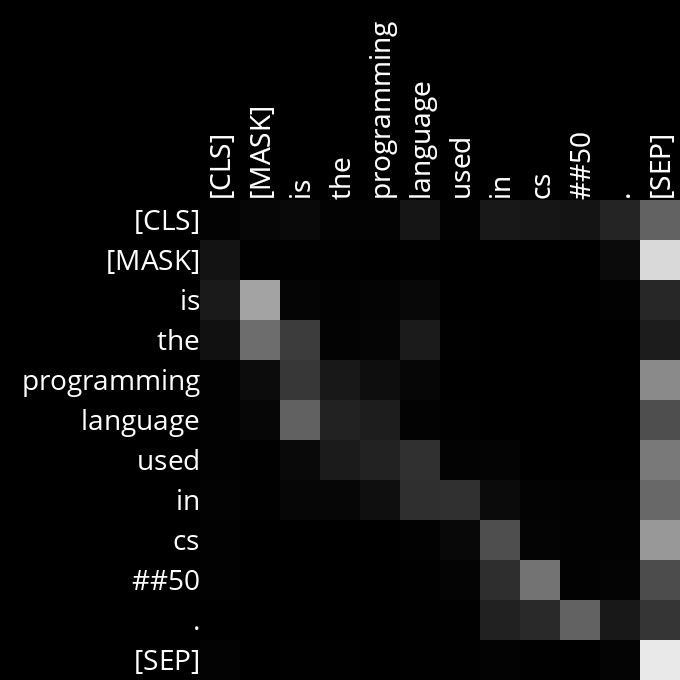 [CLS]
[MASK]
is
the
programming
language
used
in
cs
##50
.
[SEP]
[CLS]
[MASK]
is
the
programming
language
used
in
cs
##50
.
[SEP]